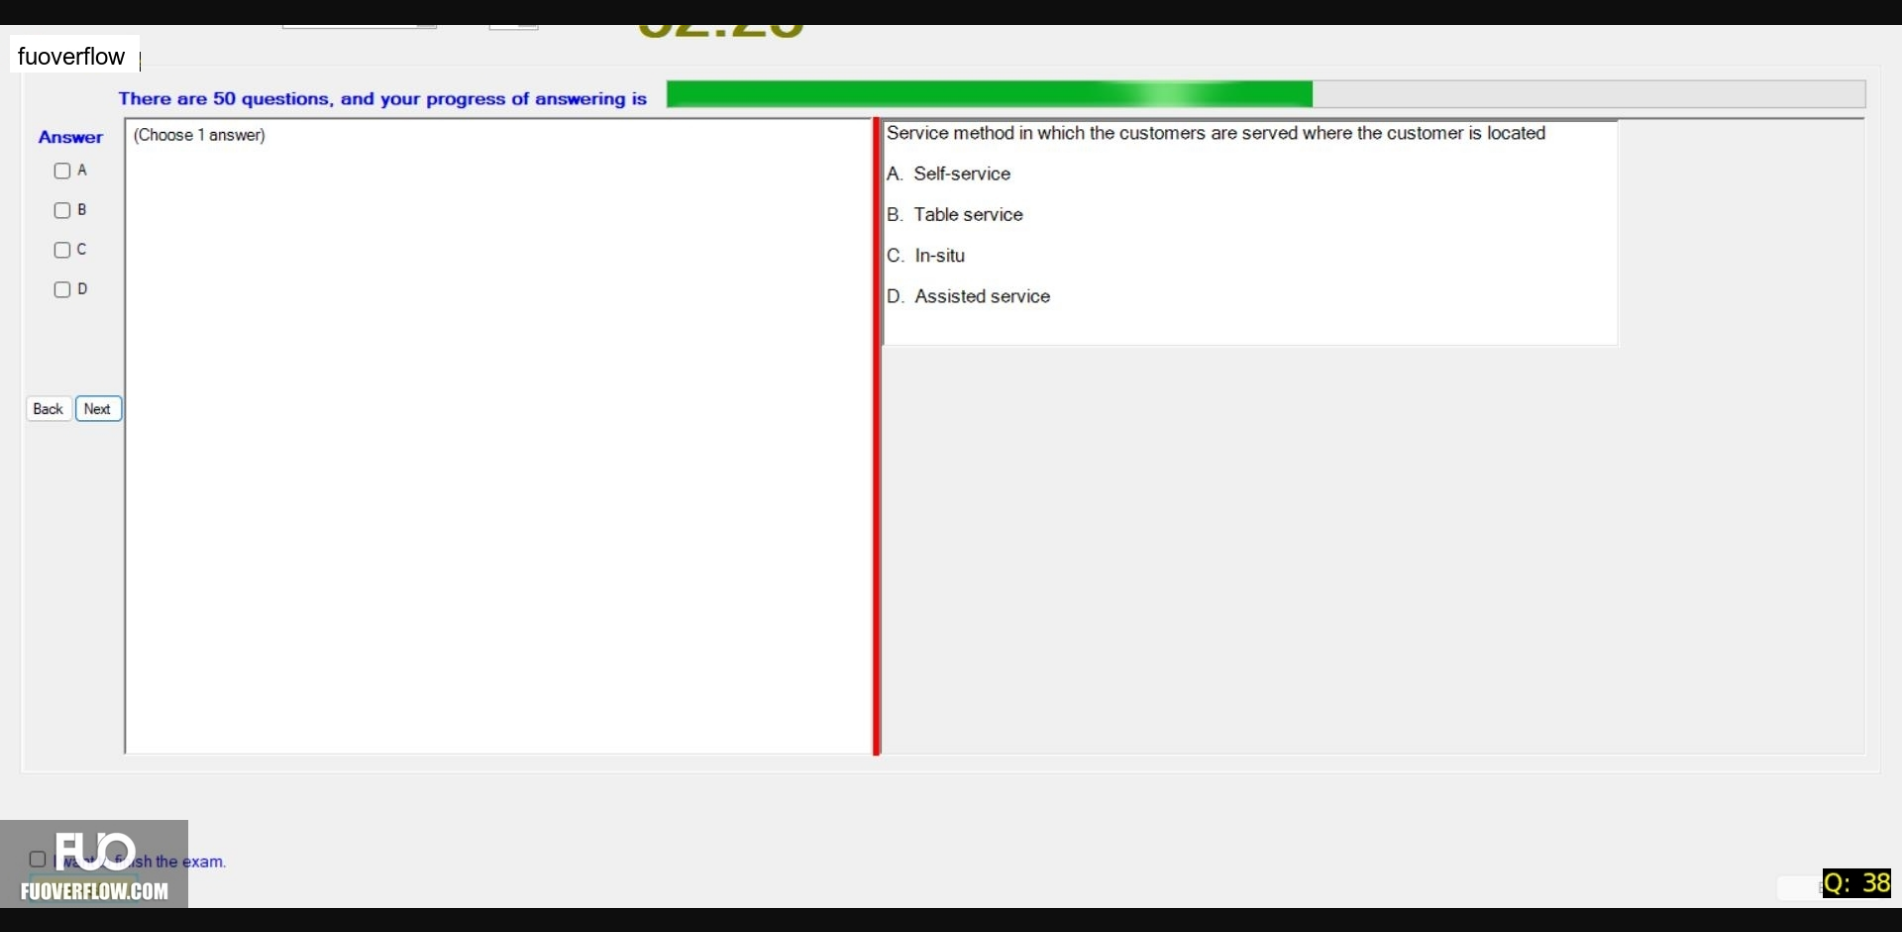 fuoverflow
There are 50 questions, and your progress of answering is
Answer
(Choose 1 answer)
A
B
C
D
Back
Next
Service method in which the customers are served where the customer is located
A. Self-service
B. Table service
C. In-situ
D. Assisted service
sh the exam.
FUO
FUOVERFLOW.COM
Q: 38